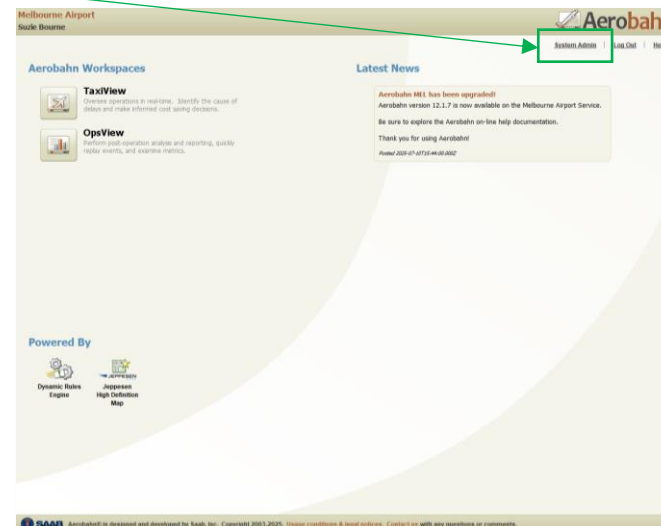 Melbourne Airport
Suzie Bourne
Aerobahn
System Admin | Log Out | He
Aerobahn Workspaces
TaxiView
Oversee operations in real-time. Identify the cause of
delays and make informed cost saving decisions.
OpsView
Perform post-operation analysis and reporting, quickly
replay events, and examine metrics.
Latest News
Aerobahn MEL has been upgraded!
Aerobahn version 12.1.7 is now available on the Melbourne Airport Service.
Be sure to explore the Aerobahn on-line help documentation.
Thank you for using Aerobahn!
Powered By
Dynamic Rules
Engine
JEPPESEN
Jeppesen
High Definition
Map
SAAB Aerobahn® is designed and developed by Saab, Inc. Copyright 2003-2025. Usage conditions & legal notices. Contact us with any questions or comments.